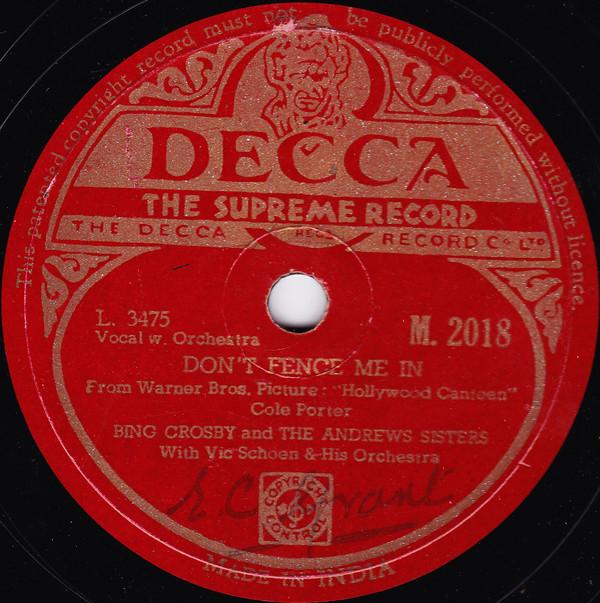 This patented copyright record must not be publicly performed without licence.
DECCA
THE SUPREME RECORD
THE DECCA RECORD Co LTD
REGD
L. 3475
Vocal w. Orchestra
M. 2018
DON'T FENCE ME IN
From Warner Bros. Picture: "Hollywood Canteen"
Cole Porter
BING CROSBY and THE ANDREWS SISTERS
With Vic Schoen & His Orchestra
COPYRIGHT CONTROL
MADE IN INDIA